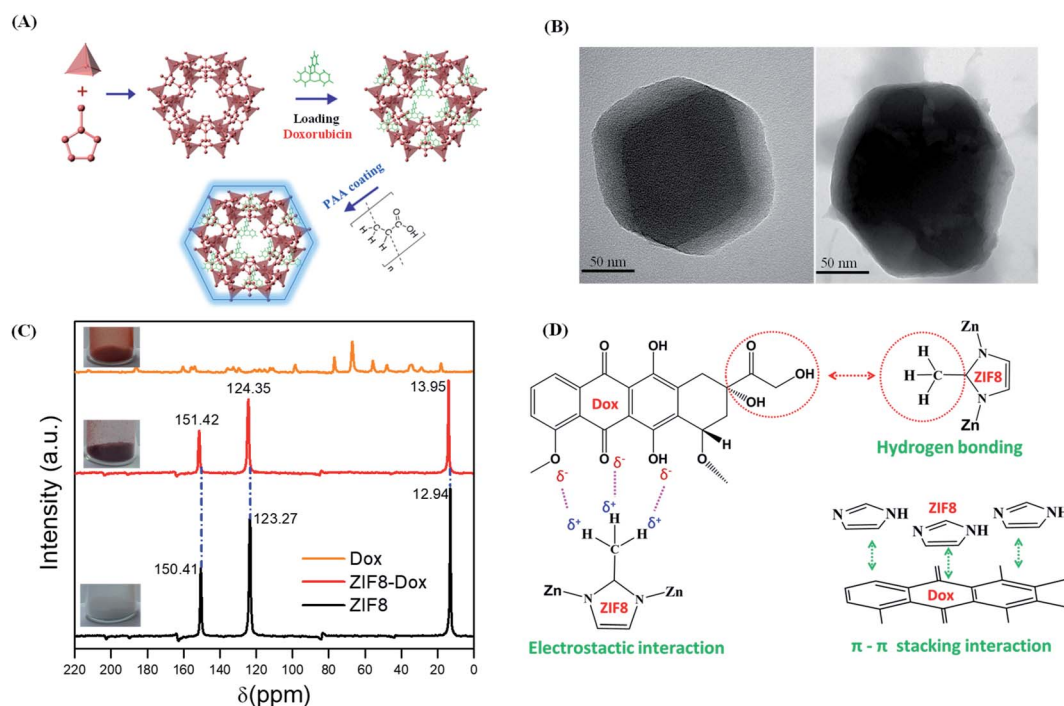 (A)
+
Loading
Doxorubicin
PAA coating
H
C
H
C
H
C
O
OH
n
(B)
50 nm
50 nm
(C)
Intensity (a.u.)
151.42
124.35
13.95
150.41
123.27
12.94
Dox
ZIF8-Dox
ZIF8
220 200 180 160 140 120 100 80 60 40 20 0
δ(ppm)
(D)
O
OH
O
OH
OH
Dox
O
O
OH
H
O
δ-
δ-
δ-
δ+
δ+
δ+
H
H
H
C
Zn
N
N
Zn
ZIF8
Electrostactic interaction
Zn
H
H
C
H
N
ZIF8
N
Zn
Hydrogen bonding
ZIF8
N
NH
N
NH
N
NH
Dox
π - π stacking interaction